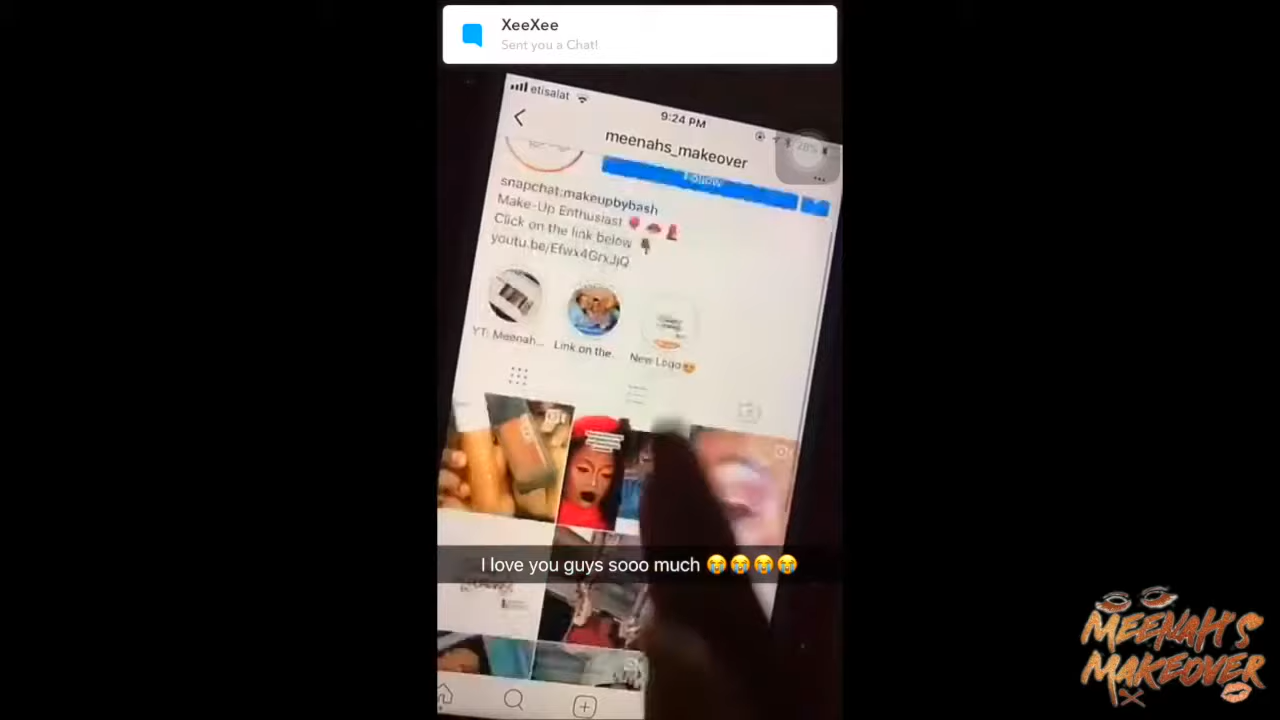 XeeXee
Sent you a Chat!
etisalat
9:24 PM
28%
meenahs_makeover
Follow
snapchat:makeupbybash
Make-Up Enthusiast
Click on the link below
youtu.be/Efwx4GrxJjQ
YT: Meenah...
Link on the...
New Logo😍
I love you guys sooo much 😭😭😭😭
MEENAH'S
MAKEOVER